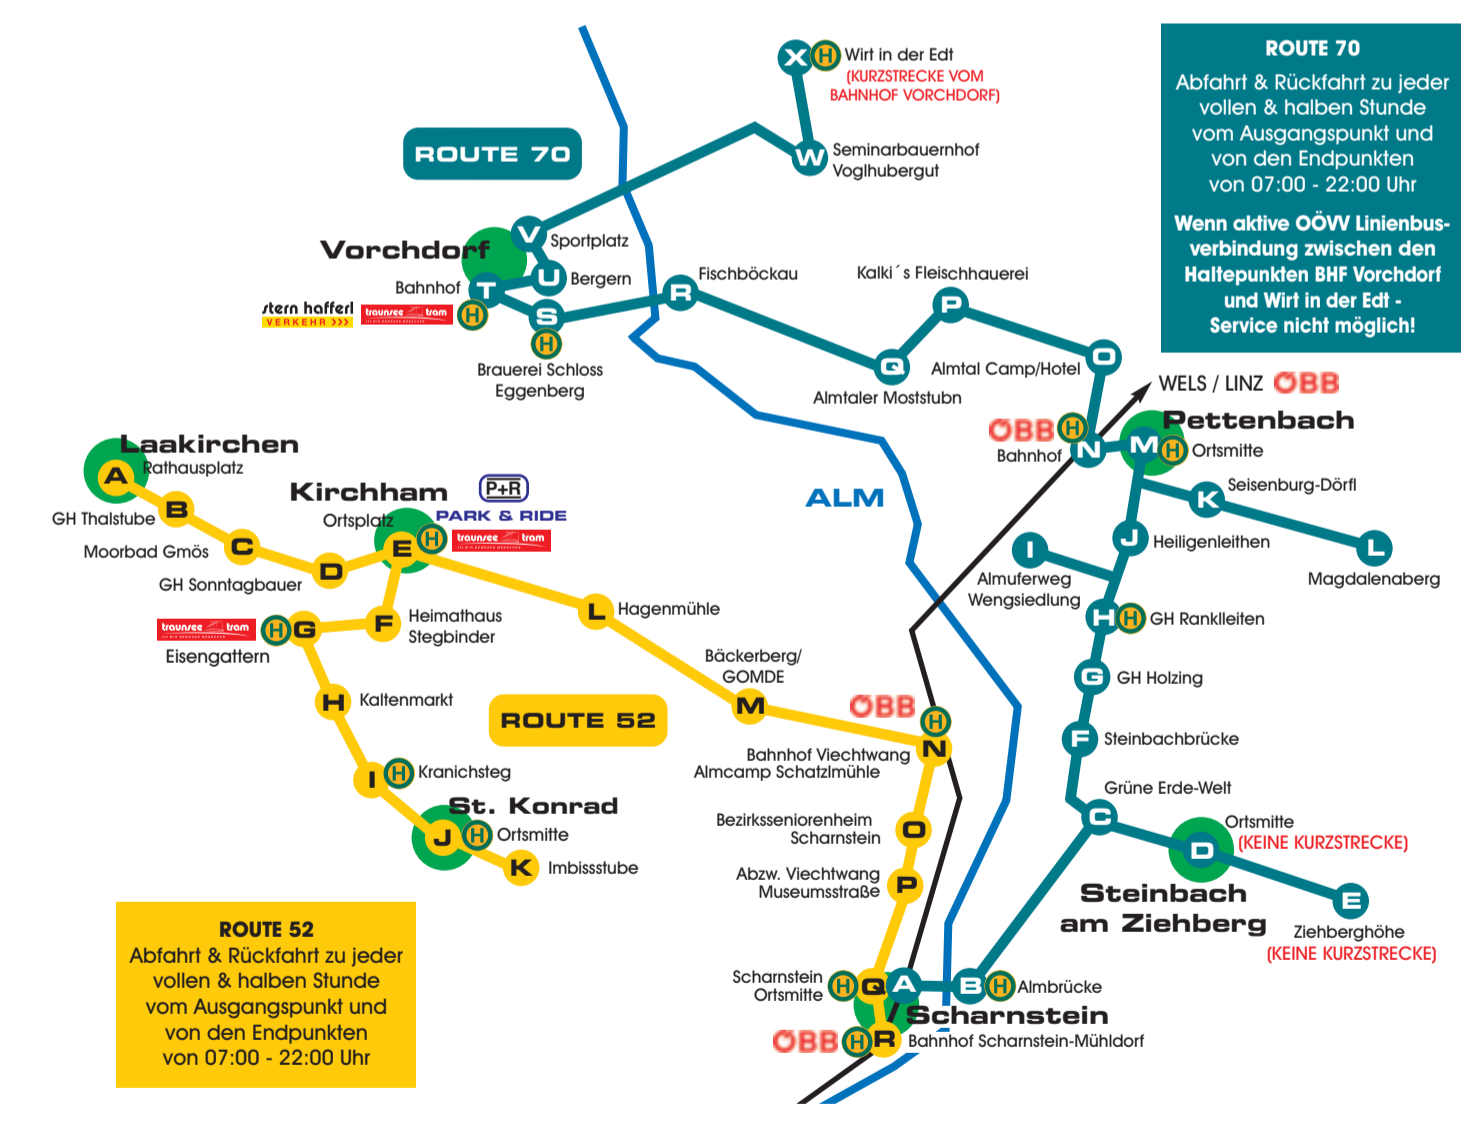 X H Wirt in der Edt
(KURZSTRECKE VOM
BAHNHOF VORCHDORF)
ROUTE 70
Abfahrt & Rückfahrt zu jeder
vollen & halben Stunde
vom Ausgangspunkt und
von den Endpunkten
von 07:00 - 22:00 Uhr
Wenn aktive OÖVV Linienbus-
verbindung zwischen den
Haltepunkten BHF Vorchdorf
und Wirt in der Edt -
Service nicht möglich!
ROUTE 70
W Seminarbauernhof
Voglhubergut
Vorchdorf
V Sportplatz
U Bergern
Bahnhof T
stern hafferl
VERKEHR >>>
traunsee tram
H
S
H
Brauerei Schloss
Eggenberg
R Fischböckau
Kalki´s Fleischhauerei
P
Q
Almtaler Moststubn
Almtal Camp/Hotel O
WELS / LINZ ÖBB
ÖBB H
Bahnhof N
Pettenbach
M H Ortsmitte
K Seisenburg-Dörfl
L
Magdalenaberg
J Heiligenleithen
I
Almuferweg
Wengsiedlung
H H GH Ranklleiten
G GH Holzing
F Steinbachbrücke
Grüne Erde-Welt
C
Ortsmitte
(KEINE KURZSTRECKE)
D
Steinbach
am Ziehberg
E
Ziehberghöhe
(KEINE KURZSTRECKE)
ALM
Laakirchen
A Rathausplatz
GH Thalstube B
Moorbad Gmös C
GH Sonntagbauer D
Kirchham
Ortsplatz
E H
P+R
PARK & RIDE
traunsee tram
F Heimathaus
Stegbinder
traunsee tram
H G
Eisengattern
H Kaltenmarkt
I H Kranichsteg
St. Konrad
J H Ortsmitte
K Imbissstube
L Hagenmühle
Bäckerberg/
GOMDE
M
ROUTE 52
ÖBB H
N
Bahnhof Viechtwang
Almcamp Schatzlmühle
Bezirksseniorenheim
Scharnstein
O
Abzw. Viechtwang
Museumsstraße
P
Scharnstein
Ortsmitte
H Q A B H Almbrücke
Scharnstein
ÖBB H R Bahnhof Scharnstein-Mühldorf
ROUTE 52
Abfahrt & Rückfahrt zu jeder
vollen & halben Stunde
vom Ausgangspunkt und
von den Endpunkten
von 07:00 - 22:00 Uhr